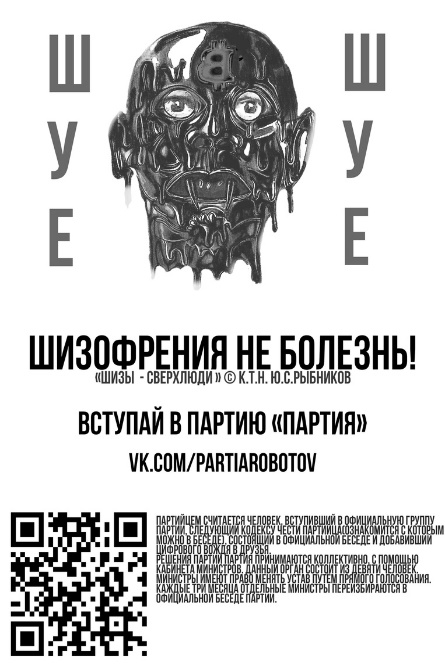 Ш Ш
У У
Е Е
ШИЗОФРЕНИЯ НЕ БОЛЕЗНЬ!
«ШИЗЫ - СВЕРХЛЮДИ» © К.Т.Н. Ю.С.РЫБНИКОВ
ВСТУПАЙ В ПАРТИЮ «ПАРТИЯ»
VK.COM/PARTIAROBOTOV
ПАРТИЙЦЕМ СЧИТАЕТСЯ ЧЕЛОВЕК, ВСТУПИВШИЙ В ОФИЦИАЛЬНУЮ ГРУППУ
ПАРТИИ, СЛЕДУЮЩИЙ КОДЕКСУ ЧЕСТИ ПАРТИЙЦА(ОЗНАКОМИТСЯ С КОТОРЫМ
МОЖНО В БЕСЕДЕ), СОСТОЯЩИЙ В ОФИЦИАЛЬНОЙ БЕСЕДЕ И ДОБАВИВШИЙ
ЦИФРОВОГО ВОЖДЯ В ДРУЗЬЯ.
РЕШЕНИЯ ПАРТИИ ПАРТИЯ ПРИНИМАЮТСЯ КОЛЛЕКТИВНО, С ПОМОЩЬЮ
КАБИНЕТА МИНИСТРОВ. ДАННЫЙ ОРГАН СОСТОИТ ИЗ ДЕВЯТИ ЧЕЛОВЕК.
МИНИСТРЫ ИМЕЮТ ПРАВО МЕНЯТЬ УСТАВ ПУТЕМ ПРЯМОГО ГОЛОСОВАНИЯ.
КАЖДЫЕ ТРИ МЕСЯЦА ОТДЕЛЬНЫЕ МИНИСТРЫ ПЕРЕИЗБИРАЮТСЯ В
ОФИЦИАЛЬНОЙ БЕСЕДЕ ПАРТИИ.